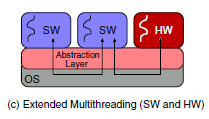 SW SW HW
Abstraction
Layer
OS
(c) Extended Multithreading (SW and HW)